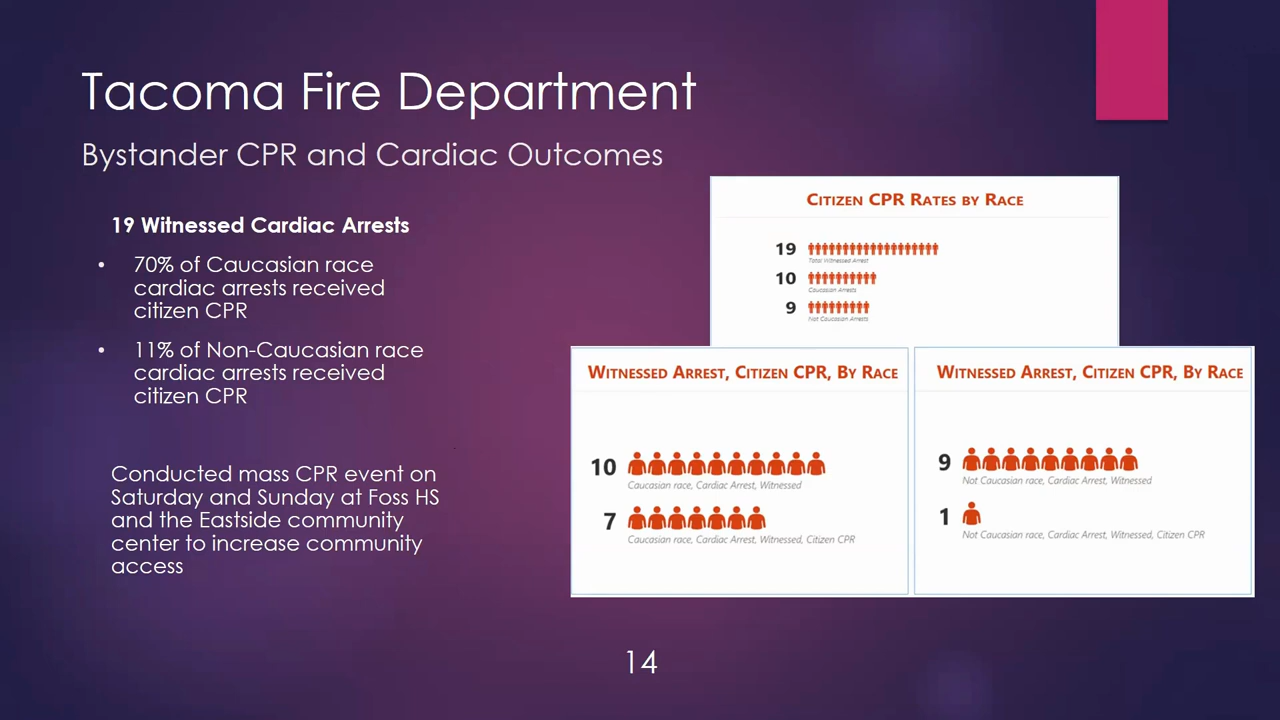 Tacoma Fire Department
Bystander CPR and Cardiac Outcomes
19 Witnessed Cardiac Arrests
• 70% of Caucasian race
cardiac arrests received
citizen CPR
• 11% of Non-Caucasian race
cardiac arrests received
citizen CPR
Conducted mass CPR event on
Saturday and Sunday at Foss HS
and the Eastside community
center to increase community
access
Citizen CPR Rates by Race
19
Total Witnessed Arrest
10
Caucasian Arrests
9
Not Caucasian Arrests
Witnessed Arrest, Citizen CPR, By Race
10
Caucasian race, Cardiac Arrest, Witnessed
7
Caucasian race, Cardiac Arrest, Witnessed, Citizen CPR
Witnessed Arrest, Citizen CPR, By Race
9
Not Caucasian race, Cardiac Arrest, Witnessed
1
Not Caucasian race, Cardiac Arrest, Witnessed, Citizen CPR
14